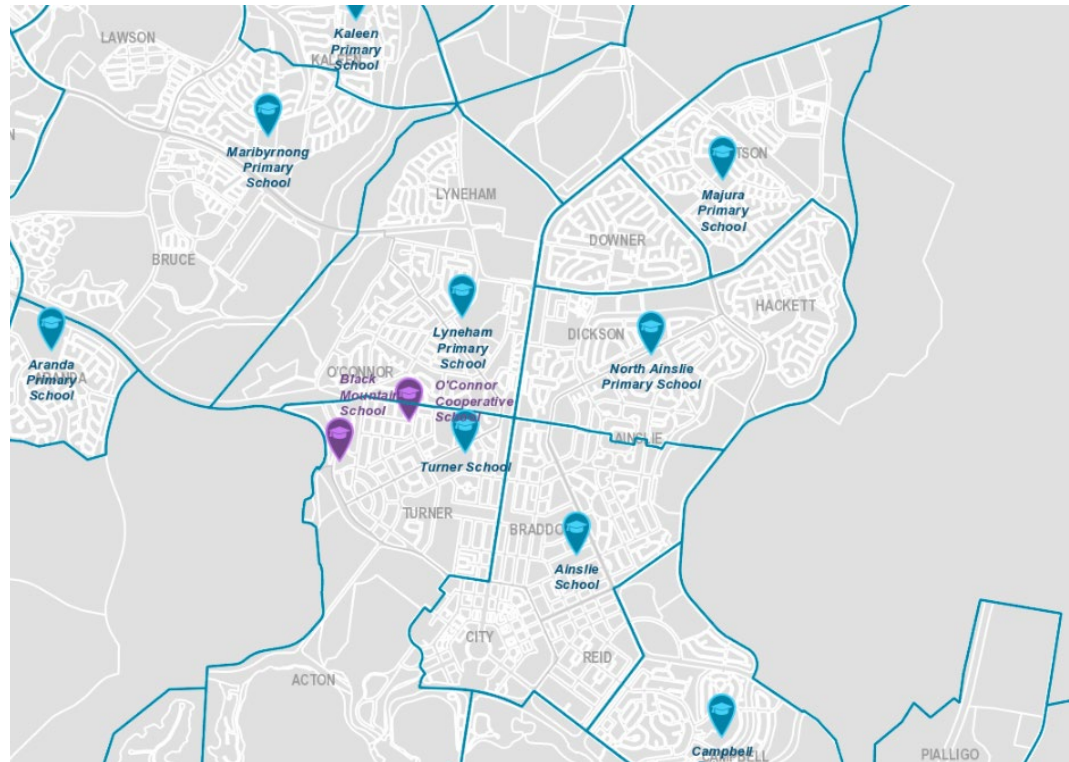 LAWSON
Kaleen
Primary
School
KALEEN
Maribyrnong
Primary
School
Majura
Primary
School
LYNEHAM
DOWNER
BRUCE
HACKETT
Lyneham
Primary
School
DICKSON
North Ainslie
Primary School
Aranda
Primary
School
O'CONNOR
Black
Mountain
School
O'Connor
Cooperative
School
AINSLIE
Turner School
TURNER
Ainslie
School
CITY
REID
ACTON
Campbell
CAMPBELL
PIALLIGO